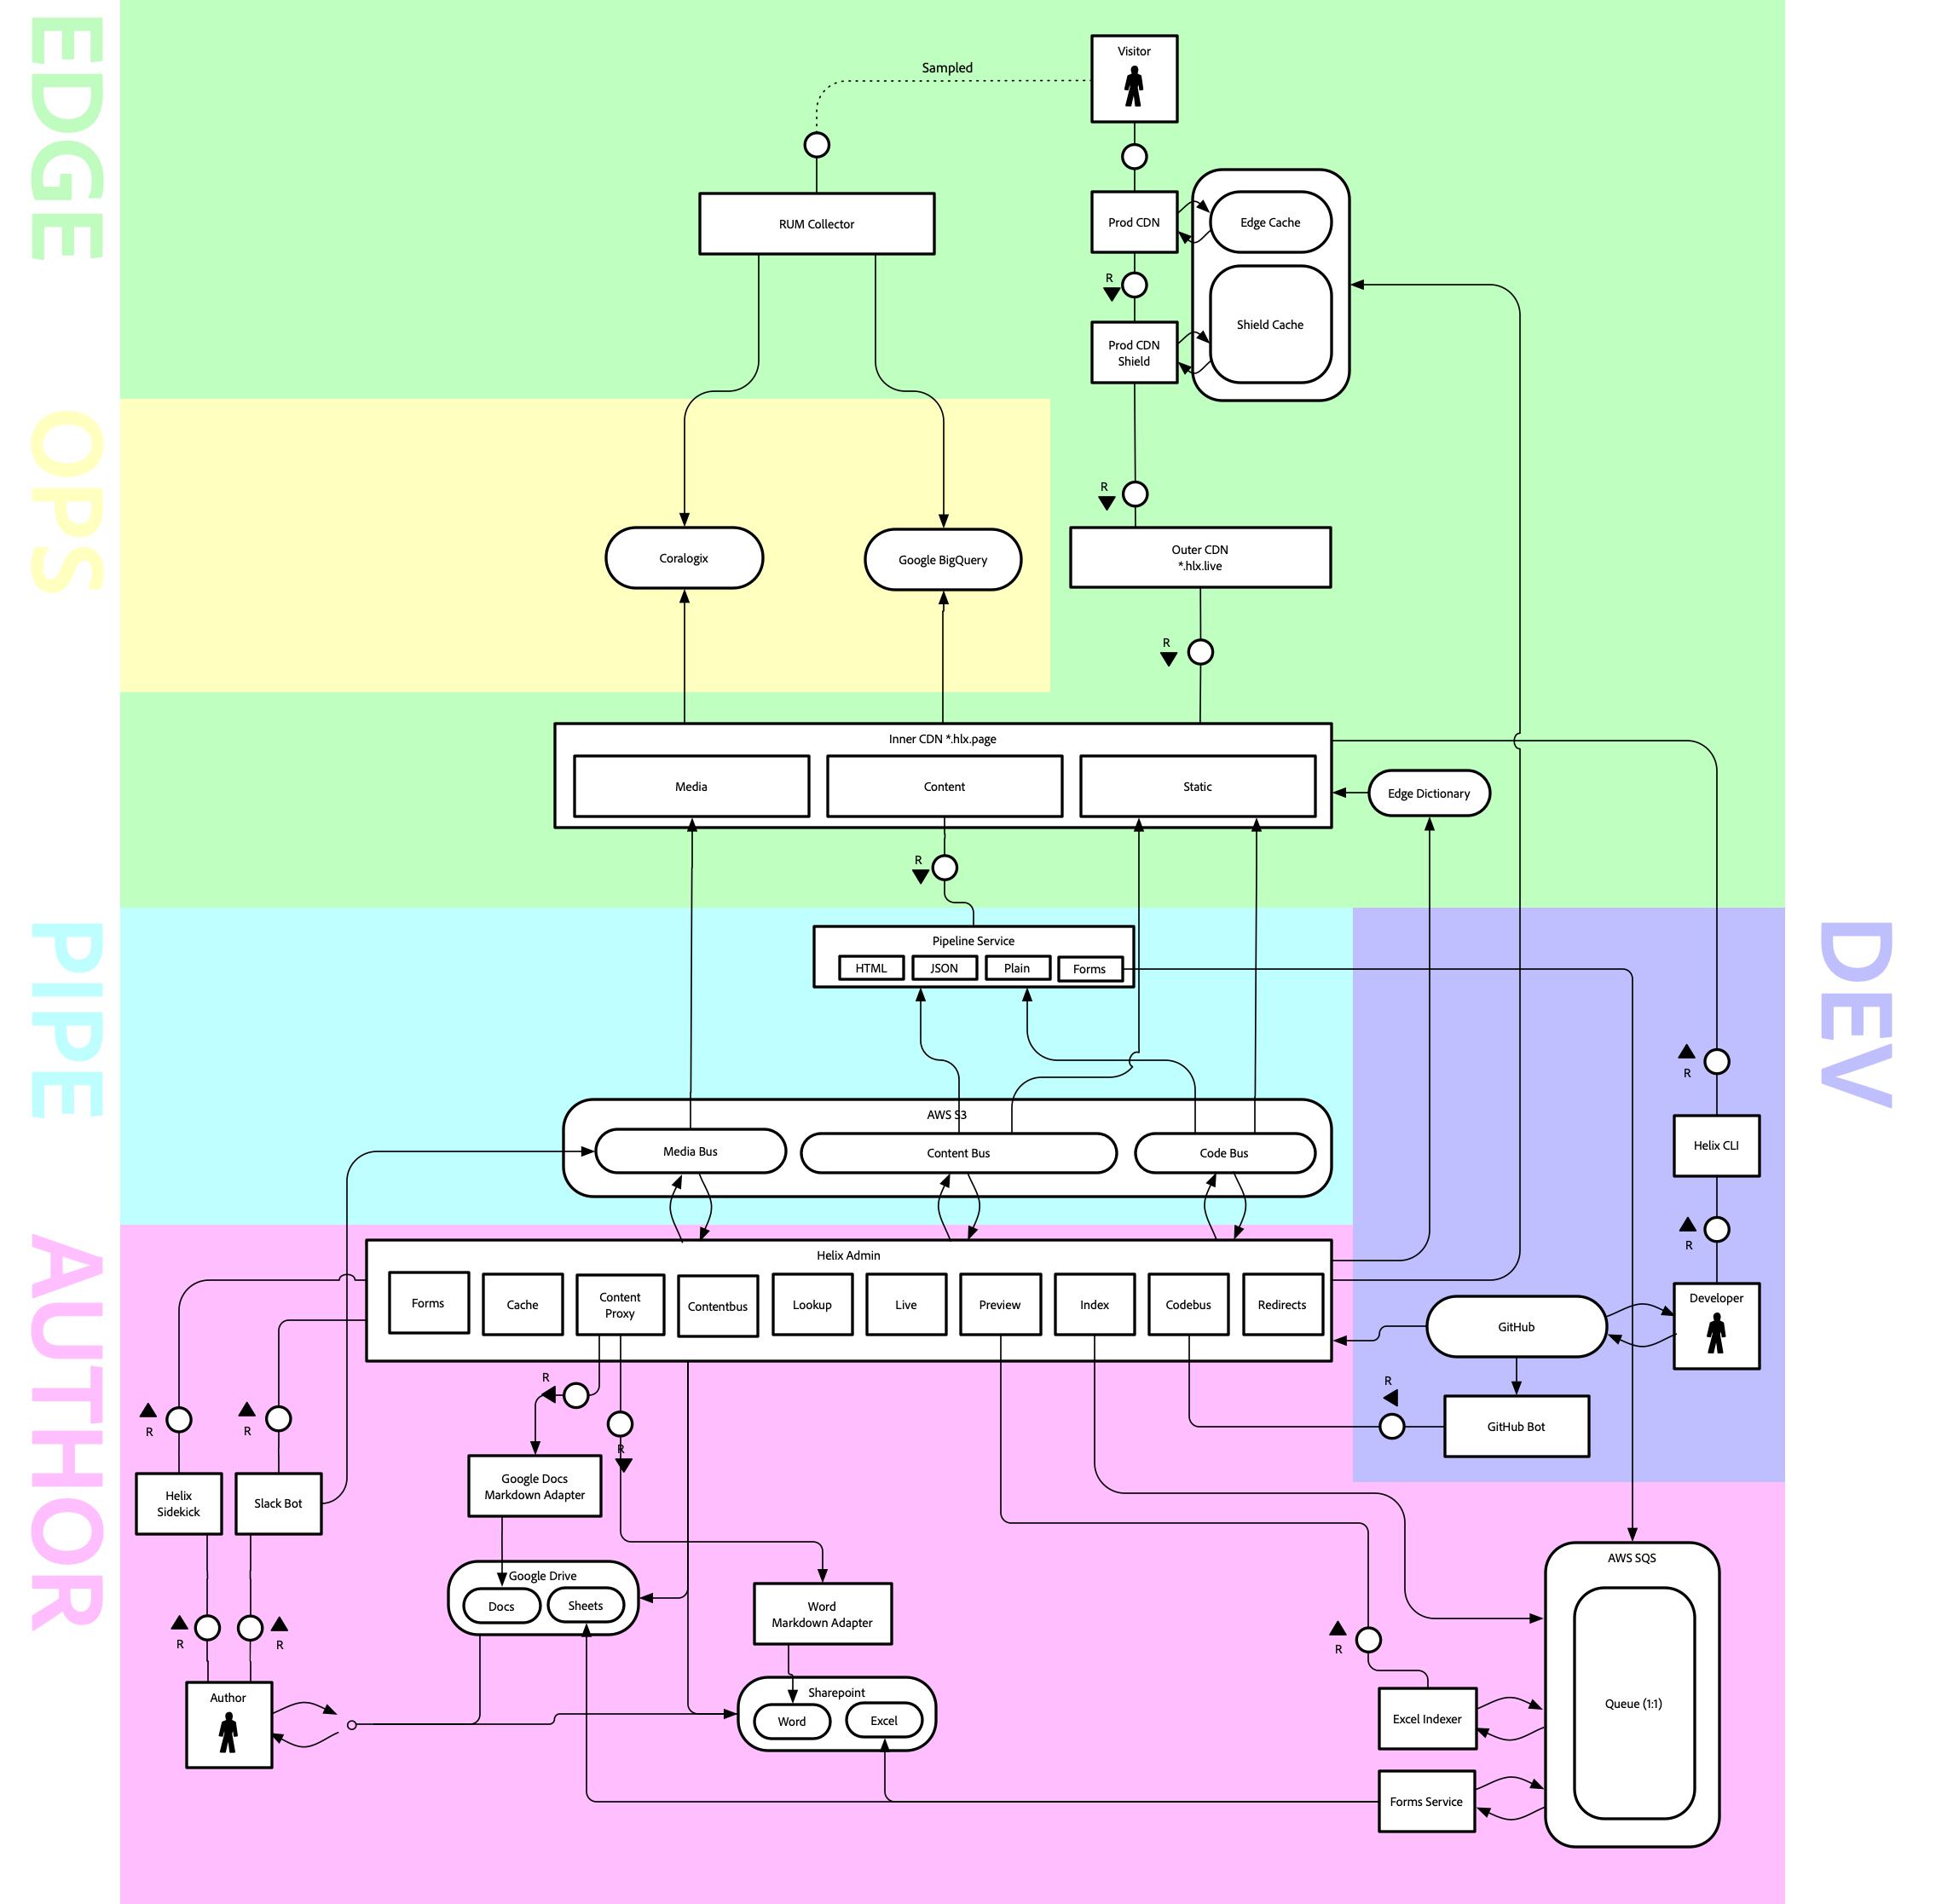 EDGE
Visitor
Sampled
RUM Collector
Prod CDN
Edge Cache
R
Prod CDN
Shield
Shield Cache
OPS
R
Coralogix
Google BigQuery
Outer CDN
*.hlx.live
R
Inner CDN *.hlx.page
Media
Content
Static
Edge Dictionary
R
PIPE
DEV
Pipeline Service
HTML
JSON
Plain
Forms
R
AWS S3
Media Bus
Content Bus
Code Bus
Helix CLI
R
AUTHOR
Helix Admin
Forms
Cache
Content
Proxy
Contentbus
Lookup
Live
Preview
Index
Codebus
Redirects
GitHub
Developer
R
R
R
R
R
GitHub Bot
Helix
Sidekick
Slack Bot
Google Docs
Markdown Adapter
AWS SQS
Google Drive
Docs
Sheets
Word
Markdown Adapter
R
R
R
Author
Sharepoint
Word
Excel
Excel Indexer
Queue (1:1)
Forms Service